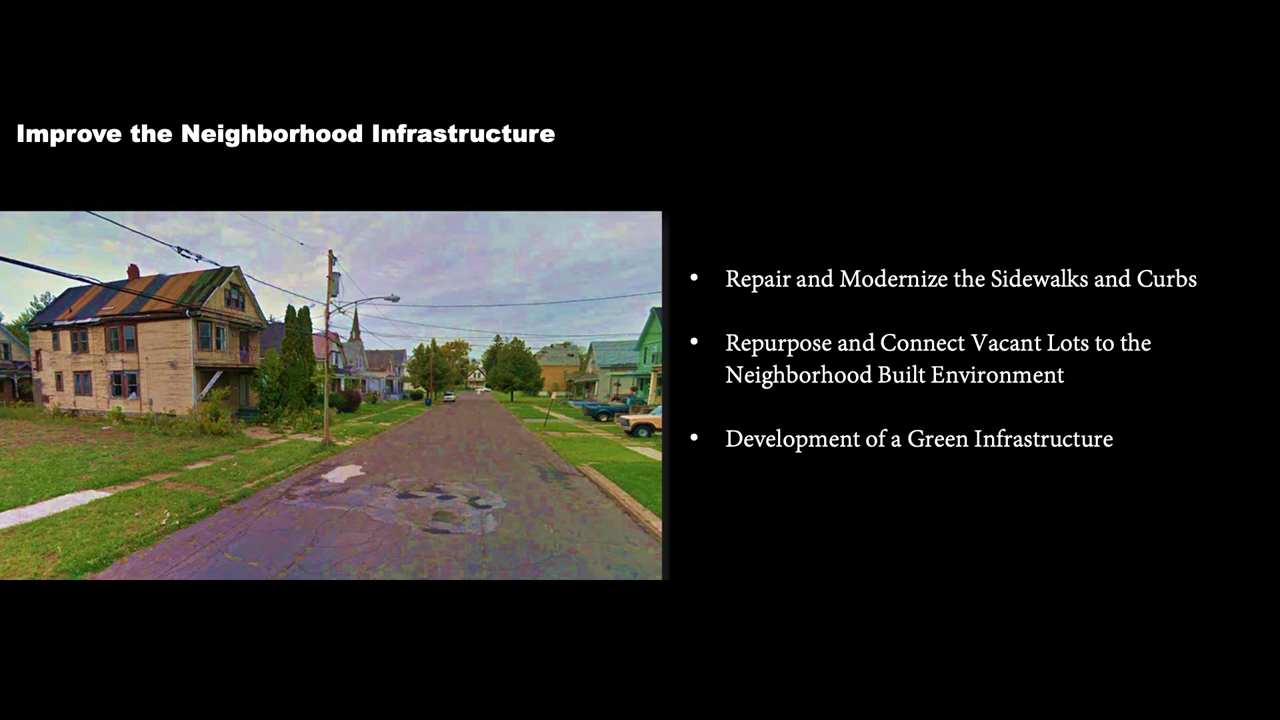 Improve the Neighborhood Infrastructure
• Repair and Modernize the Sidewalks and Curbs
• Repurpose and Connect Vacant Lots to the
Neighborhood Built Environment
• Development of a Green Infrastructure